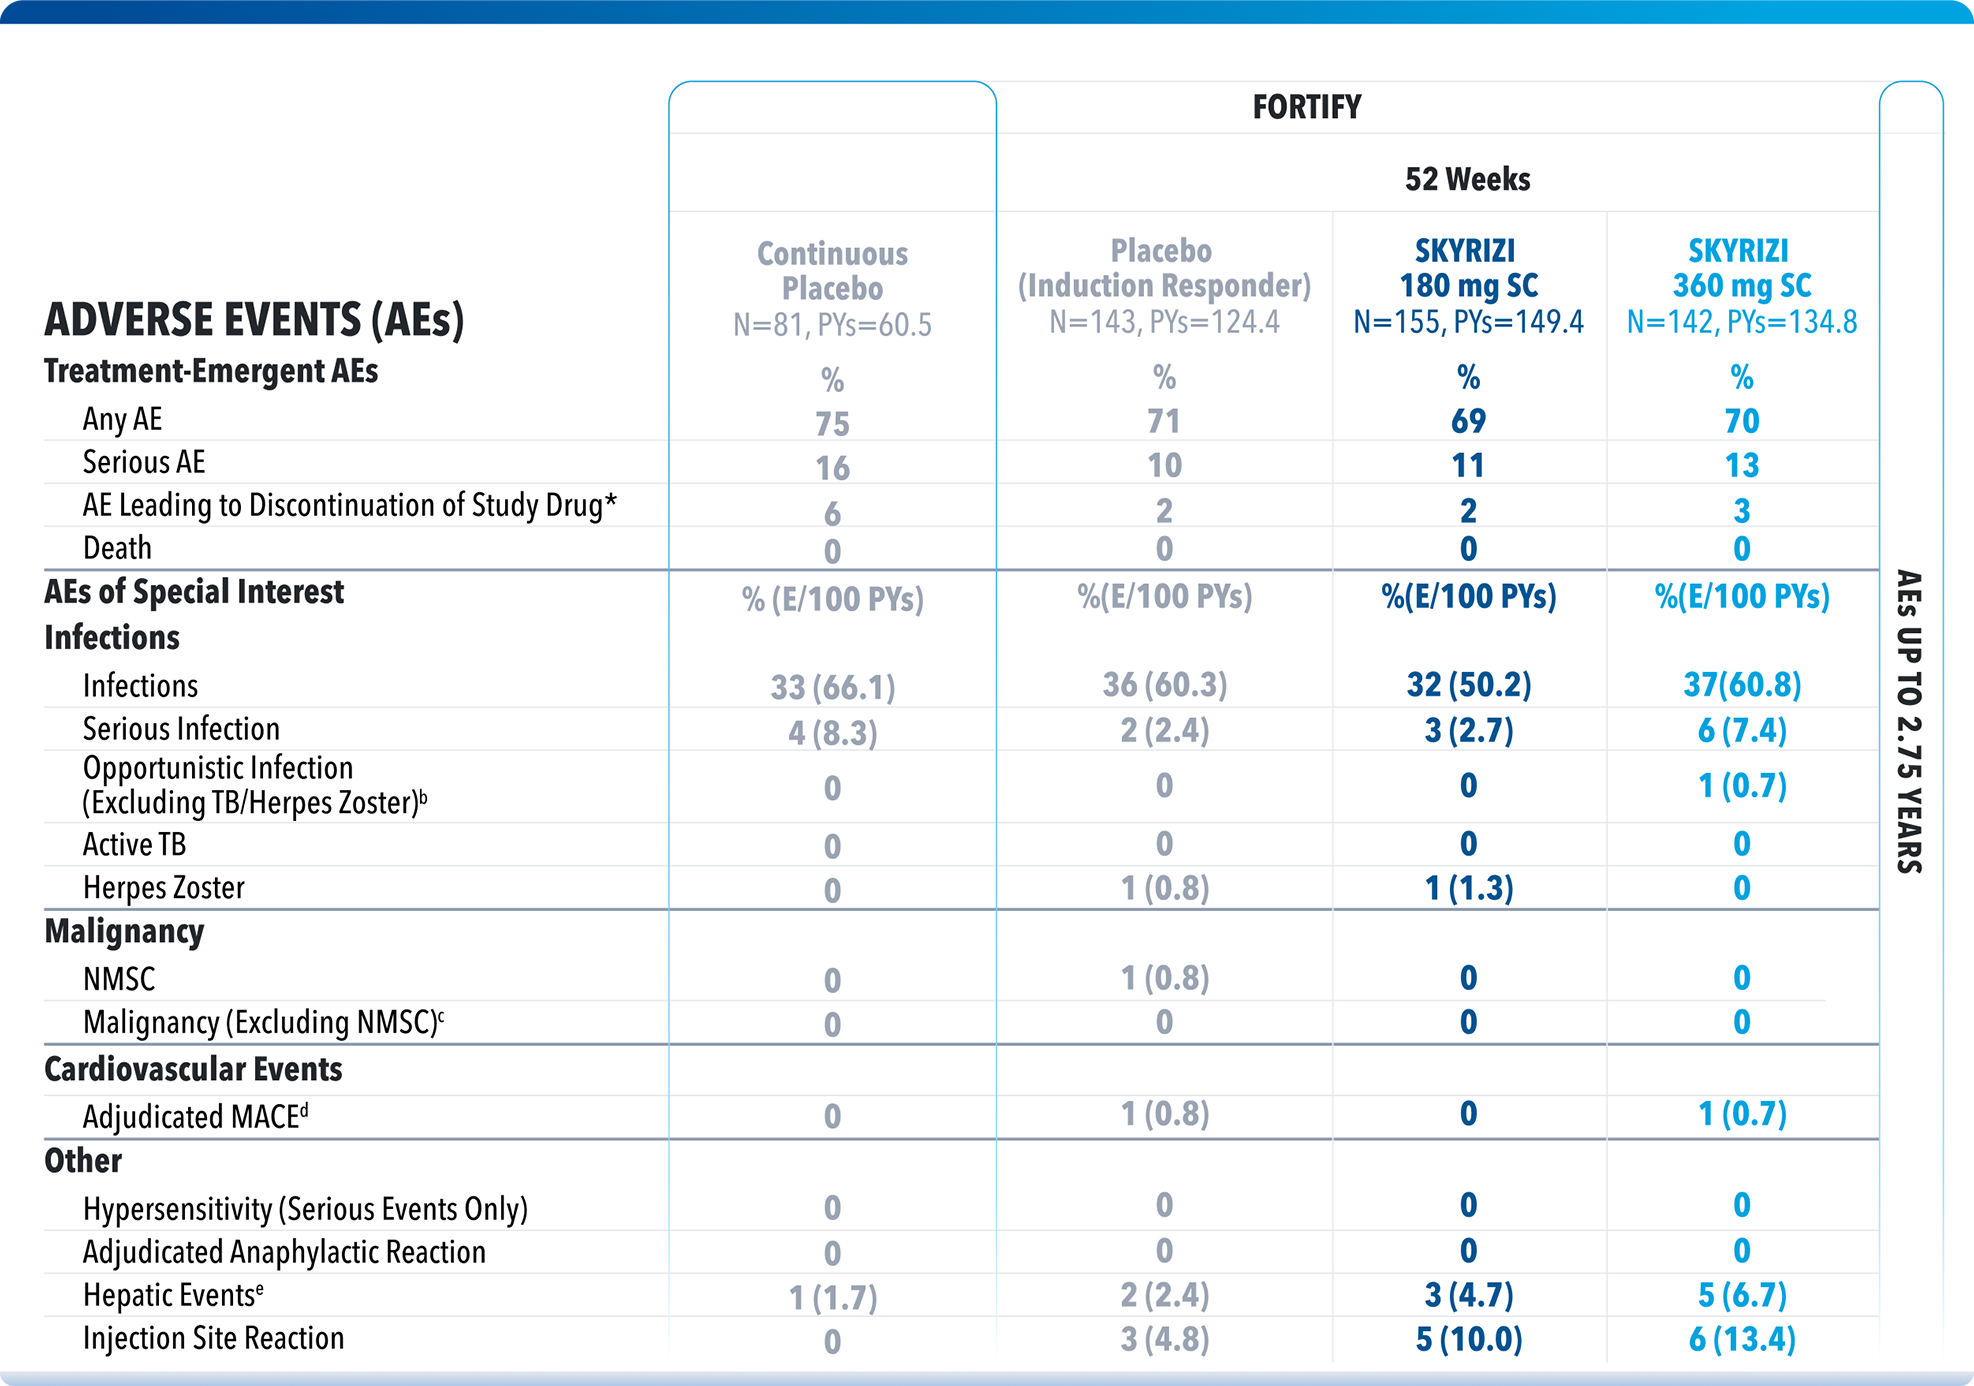 FORTIFY
52 Weeks
ADVERSE EVENTS (AEs)
Continuous
Placebo
N=81, PYs=60.5
Placebo
(Induction Responder)
N=143, PYs=124.4
SKYRIZI
180 mg SC
N=155, PYs=149.4
SKYRIZI
360 mg SC
N=142, PYs=134.8
Treatment-Emergent AEs % % % %
Any AE 75 71 69 70
Serious AE 16 10 11 13
AE Leading to Discontinuation of Study Drug* 6 2 2 3
Death 0 0 0 0
AEs of Special Interest % (E/100 PYs) %(E/100 PYs) %(E/100 PYs) %(E/100 PYs)
Infections
Infections 33 (66.1) 36 (60.3) 32 (50.2) 37(60.8)
Serious Infection 4 (8.3) 2 (2.4) 3 (2.7) 6 (7.4)
Opportunistic Infection
(Excluding TB/Herpes Zoster)ᵇ 0 0 0 1 (0.7)
Active TB 0 0 0 0
Herpes Zoster 0 1 (0.8) 1 (1.3) 0
Malignancy
NMSC 0 1 (0.8) 0 0
Malignancy (Excluding NMSC)ᶜ 0 0 0 0
Cardiovascular Events
Adjudicated MACEᵈ 0 1 (0.8) 0 1 (0.7)
Other
Hypersensitivity (Serious Events Only) 0 0 0 0
Adjudicated Anaphylactic Reaction 0 0 0 0
Hepatic Eventsᵉ 1 (1.7) 2 (2.4) 3 (4.7) 5 (6.7)
Injection Site Reaction 0 3 (4.8) 5 (10.0) 6 (13.4)
AEs UP TO 2.75 YEARS